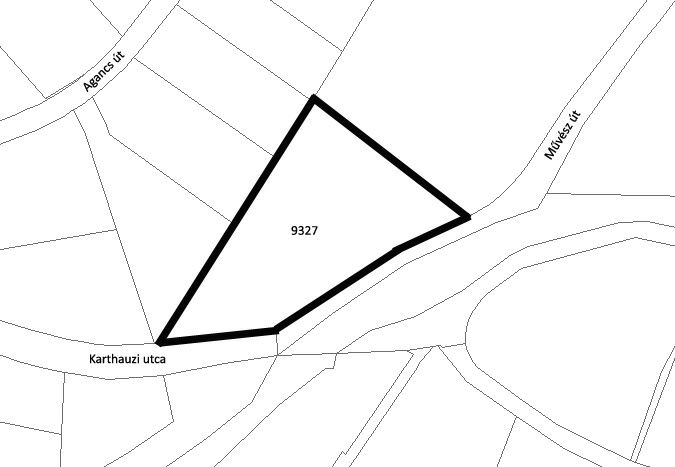 Agancs út
Művész út
9327
Karthauzi utca